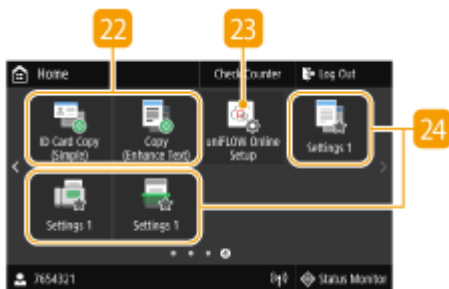 22
23
Home
Check Counter
Log Out
24
ID Card Copy
(Simple)
Copy
(Enhance Text)
uniFLOW Online
Setup
Settings 1
Settings 1
Settings 1
7654321
Status Monitor